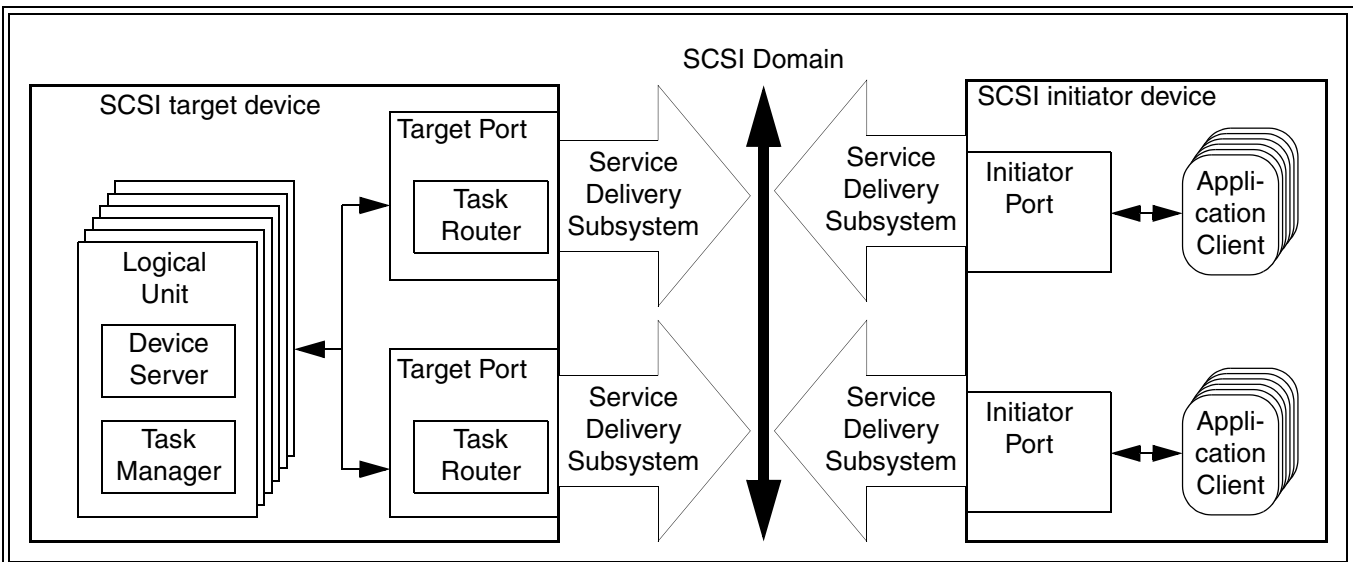 SCSI Domain
SCSI target device
Target Port
Task
Router
Logical
Unit
Device
Server
Task
Manager
Target Port
Task
Router
Service
Delivery
Subsystem
Service
Delivery
Subsystem
Service
Delivery
Subsystem
Service
Delivery
Subsystem
SCSI initiator device
Initiator
Port
Appli-
cation
Client
Initiator
Port
Appli-
cation
Client